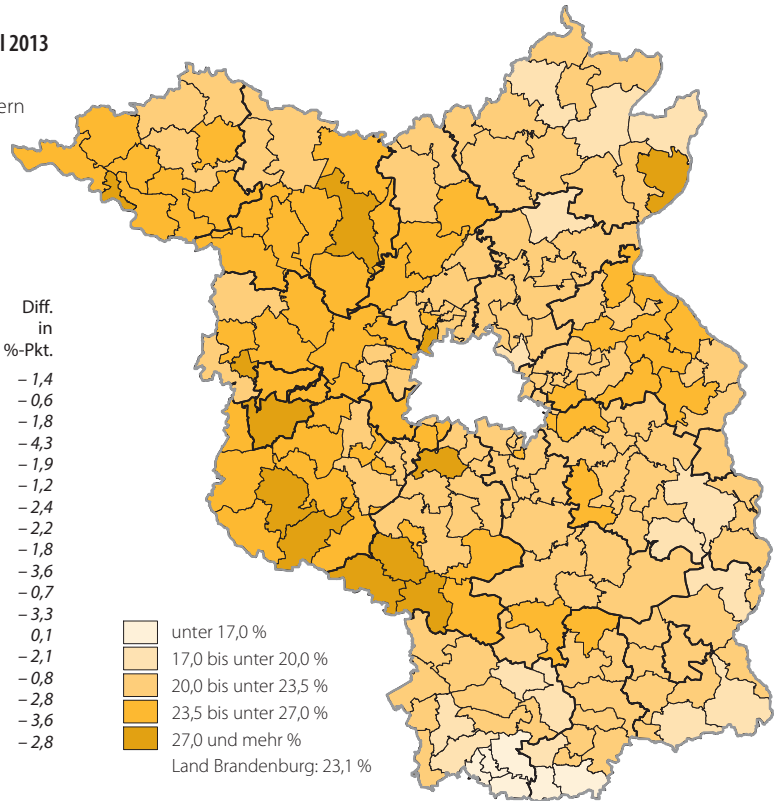 l 2013
ern
Diff.
in
%-Pkt.
– 1,4
– 0,6
– 1,8
– 4,3
– 1,9
– 1,2
– 2,4
– 2,2
– 1,8
– 3,6
– 0,7
– 3,3
0,1
– 2,1
– 0,8
– 2,8
– 3,6
– 2,8
unter 17,0 %
17,0 bis unter 20,0 %
20,0 bis unter 23,5 %
23,5 bis unter 27,0 %
27,0 und mehr %
Land Brandenburg: 23,1 %